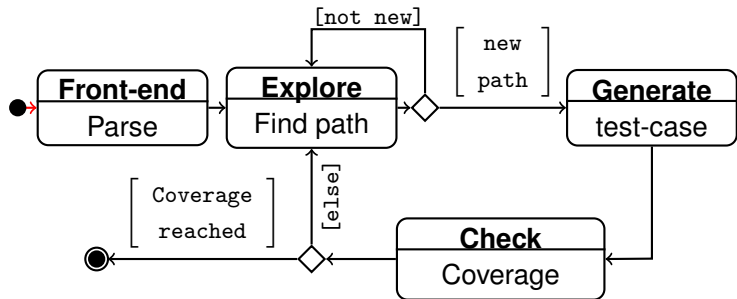 [not new]
[ new
path ]
Front-end
Parse
Explore
Find path
Generate
test-case
[ Coverage
reached ]
[else]
Check
Coverage